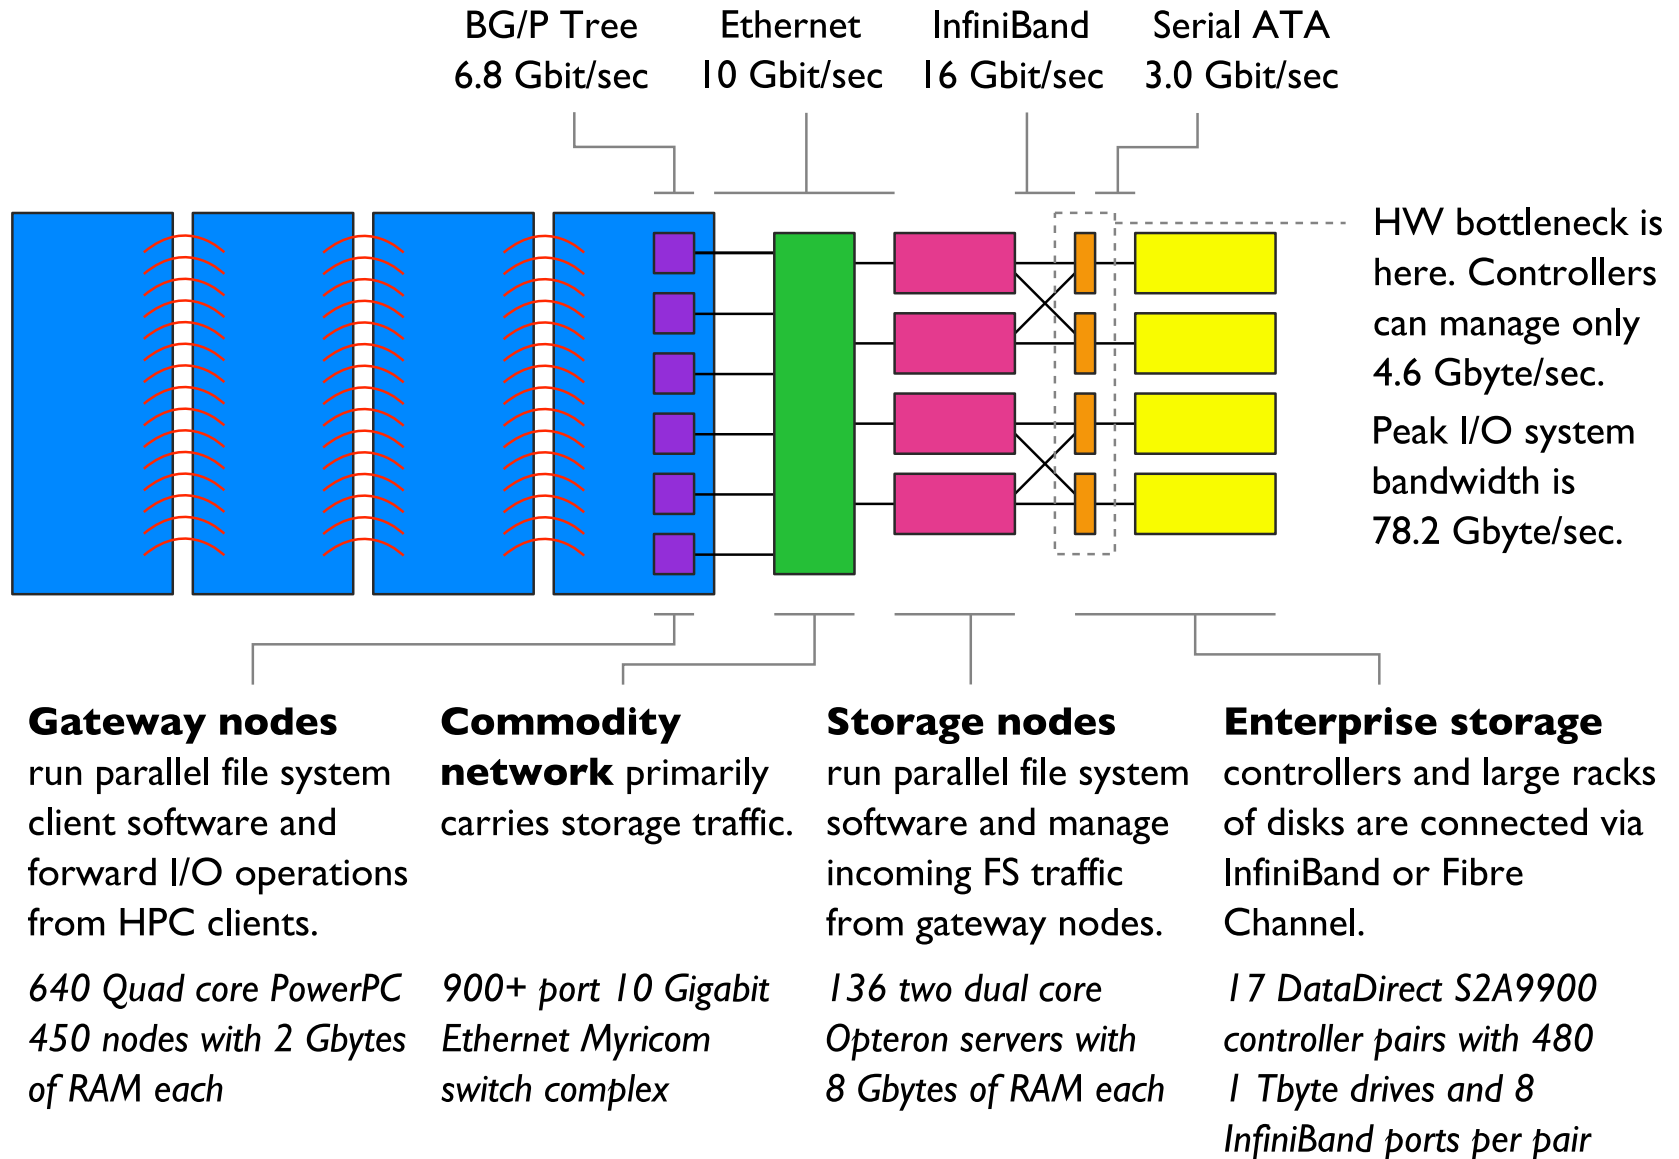 BG/P Tree
6.8 Gbit/sec
Ethernet
10 Gbit/sec
InfiniBand
16 Gbit/sec
Serial ATA
3.0 Gbit/sec
HW bottleneck is
here. Controllers
can manage only
4.6 Gbyte/sec.
Peak I/O system
bandwidth is
78.2 Gbyte/sec.
Gateway nodes
run parallel file system
client software and
forward I/O operations
from HPC clients.
640 Quad core PowerPC
450 nodes with 2 Gbytes
of RAM each
Commodity
network primarily
carries storage traffic.
900+ port 10 Gigabit
Ethernet Myricom
switch complex
Storage nodes
run parallel file system
software and manage
incoming FS traffic
from gateway nodes.
136 two dual core
Opteron servers with
8 Gbytes of RAM each
Enterprise storage
controllers and large racks
of disks are connected via
InfiniBand or Fibre
Channel.
17 DataDirect S2A9900
controller pairs with 480
1 Tbyte drives and 8
InfiniBand ports per pair